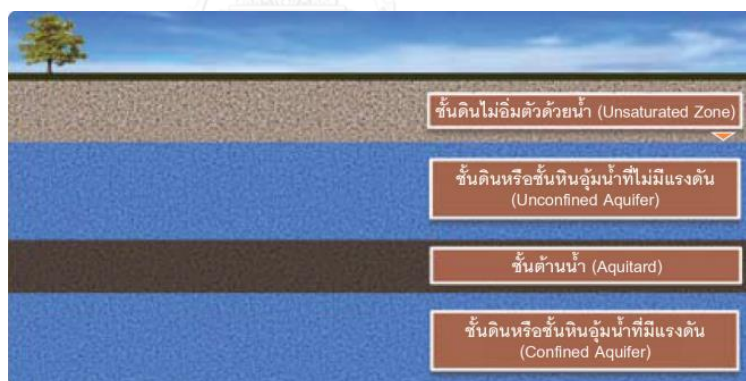 ชั้นดินไม่อิ่มตัวด้วยน้ำ (Unsaturated Zone)
ชั้นดินหรือชั้นหินอุ้มน้ำที่ไม่มีแรงดัน
(Unconfined Aquifer)
ชั้นต้านน้ำ (Aquitard)
ชั้นดินหรือชั้นหินอุ้มน้ำที่มีแรงดัน
(Confined Aquifer)